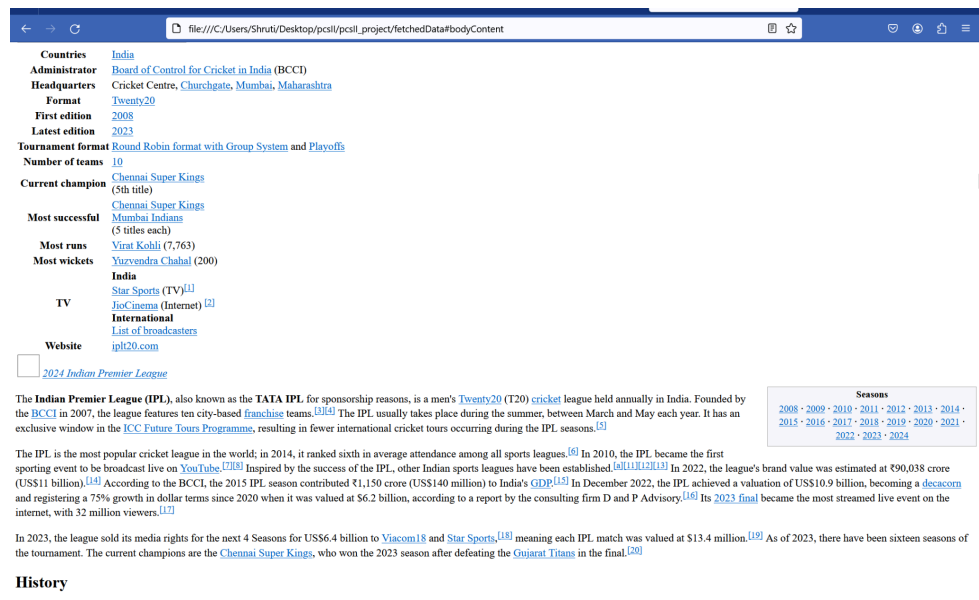 file:///C:/Users/Shruti/Desktop/pcsII/pcsII_project/fetchedData#bodyContent
Countries India
Administrator Board of Control for Cricket in India (BCCI)
Headquarters Cricket Centre, Churchgate, Mumbai, Maharashtra
Format Twenty20
First edition 2008
Latest edition 2023
Tournament format Round Robin format with Group System and Playoffs
Number of teams 10
Current champion Chennai Super Kings
(5th title)
Most successful Chennai Super Kings
Mumbai Indians
(5 titles each)
Most runs Virat Kohli (7,763)
Most wickets Yuzvendra Chahal (200)
TV India
Star Sports (TV)[1]
JioCinema (Internet) [2]
International
List of broadcasters
Website iplt20.com
2024 Indian Premier League
The Indian Premier League (IPL), also known as the TATA IPL for sponsorship reasons, is a men's Twenty20 (T20) cricket league held annually in India. Founded by
the BCCI in 2007, the league features ten city-based franchise teams.[3][4] The IPL usually takes place during the summer, between March and May each year. It has an
exclusive window in the ICC Future Tours Programme, resulting in fewer international cricket tours occurring during the IPL seasons.[5]
Seasons
2008 · 2009 · 2010 · 2011 · 2012 · 2013 · 2014 ·
2015 · 2016 · 2017 · 2018 · 2019 · 2020 · 2021 ·
2022 · 2023 · 2024
The IPL is the most popular cricket league in the world; in 2014, it ranked sixth in average attendance among all sports leagues.[6] In 2010, the IPL became the first
sporting event to be broadcast live on YouTube.[7][8] Inspired by the success of the IPL, other Indian sports leagues have been established.[a][11][12][13] In 2022, the league's brand value was estimated at ₹90,038 crore
(US$11 billion).[14] According to the BCCI, the 2015 IPL season contributed ₹1,150 crore (US$140 million) to India's GDP.[15] In December 2022, the IPL achieved a valuation of US$10.9 billion, becoming a decacorn
and registering a 75% growth in dollar terms since 2020 when it was valued at $6.2 billion, according to a report by the consulting firm D and P Advisory.[16] Its 2023 final became the most streamed live event on the
internet, with 32 million viewers.[17]
In 2023, the league sold its media rights for the next 4 Seasons for US$6.4 billion to Viacom18 and Star Sports,[18] meaning each IPL match was valued at $13.4 million.[19] As of 2023, there have been sixteen seasons of
the tournament. The current champions are the Chennai Super Kings, who won the 2023 season after defeating the Gujarat Titans in the final.[20]
History